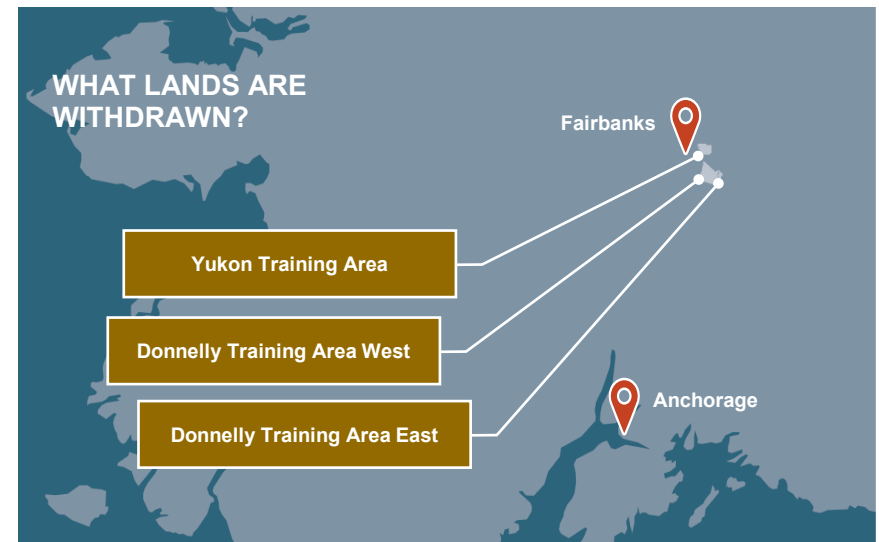 WHAT LANDS ARE
WITHDRAWN?
Fairbanks
Yukon Training Area
Donnelly Training Area West
Anchorage
Donnelly Training Area East